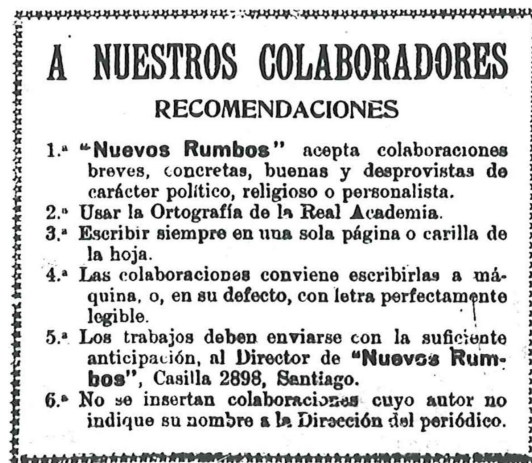 A NUESTROS COLABORADORES
RECOMENDACIONES
1.ª "Nuevos Rumbos" acepta colaboraciones
breves, concretas, buenas y desprovistas de
carácter político, religioso o personalista.
2.ª Usar la Ortografía de la Real Academia.
3.ª Escribir siempre en una sola página o carilla de
la hoja.
4.ª Las colaboraciones conviene escribirlas a má-
quina, o, en su defecto, con letra perfectamente
legible.
5.ª Los trabajos deben enviarse con la suficiente
anticipación, al Director de "Nuevos Rum-
bos", Casilla 2898, Santiago.
6.ª No se insertan colaboraciones cuyo autor no
indique su nombre a la Dirección del periódico.